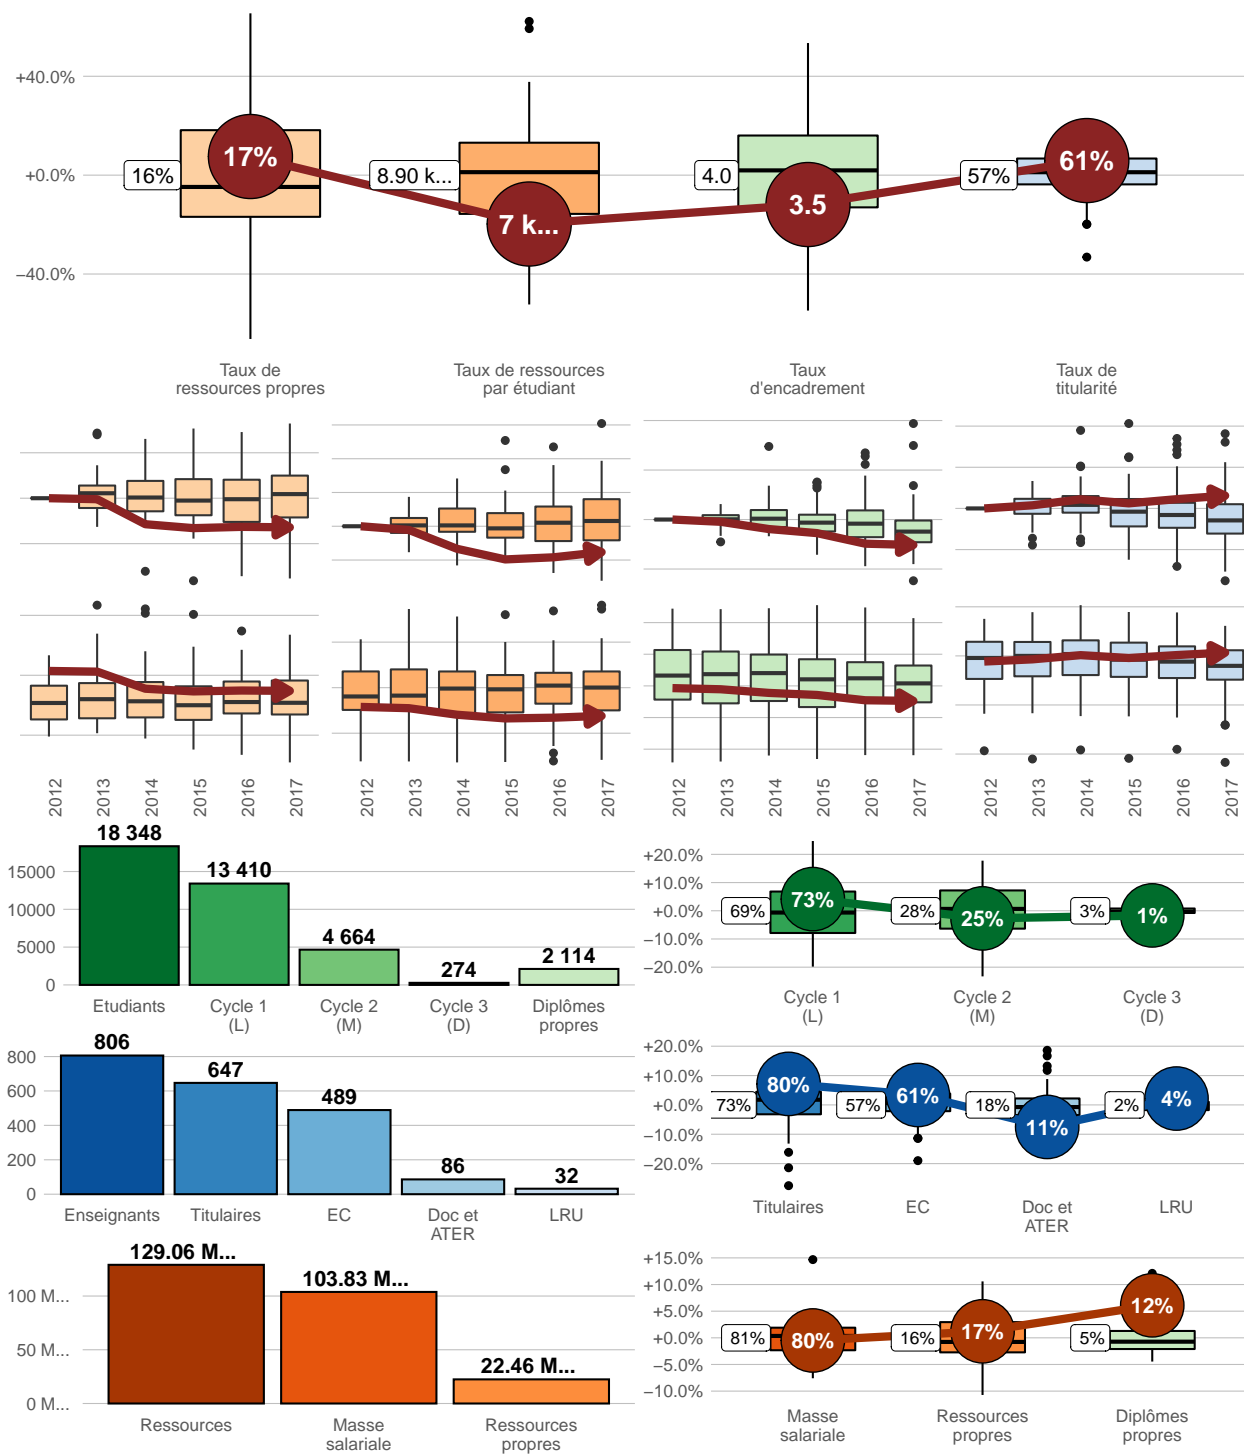 +40.0%
+0.0%
−40.0%
16%
17%
8.90 k...
7 k...
4.0
3.5
57%
61%
Taux de
ressources propres
Taux de ressources
par étudiant
Taux
d'encadrement
Taux de
titularité
2012 2013 2014 2015 2016 2017
2012 2013 2014 2015 2016 2017
2012 2013 2014 2015 2016 2017
2012 2013 2014 2015 2016 2017
15000
10000
5000
0
18 348
13 410
4 664
274
2 114
Etudiants
Cycle 1
(L)
Cycle 2
(M)
Cycle 3
(D)
Diplômes
propres
+20.0%
+10.0%
+0.0%
−10.0%
−20.0%
69%
73%
28%
25%
3%
1%
Cycle 1
(L)
Cycle 2
(M)
Cycle 3
(D)
800
600
400
200
0
806
647
489
86
32
Enseignants
Titulaires
EC
Doc et
ATER
LRU
+20.0%
+10.0%
+0.0%
−10.0%
−20.0%
73%
80%
57%
61%
18%
11%
2%
4%
Titulaires
EC
Doc et
ATER
LRU
100 M...
50 M...
0 M...
129.06 M...
103.83 M...
22.46 M...
Ressources
Masse
salariale
Ressources
propres
+15.0%
+10.0%
+5.0%
+0.0%
−5.0%
−10.0%
81%
80%
16%
17%
5%
12%
Masse
salariale
Ressources
propres
Diplômes
propres